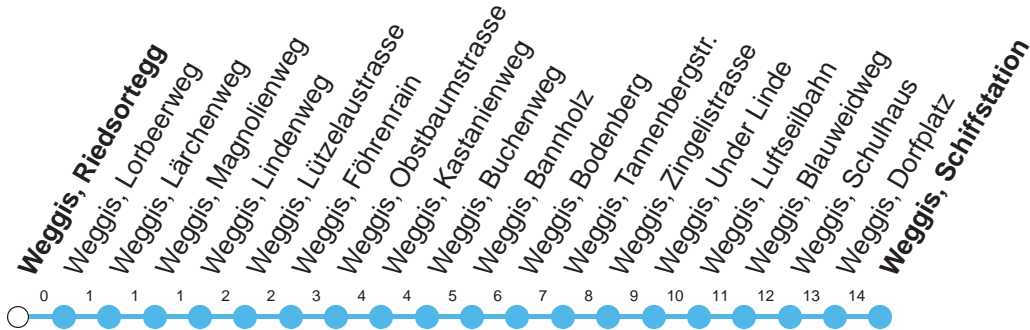 Weggis, Riedsortegg
Weggis, Lorbeerweg
Weggis, Lärchenweg
Weggis, Magnolienweg
Weggis, Lindenweg
Weggis, Lützelaustrasse
Weggis, Föhrenrain
Weggis, Obstbaumstrasse
Weggis, Kastanienweg
Weggis, Buchenweg
Weggis, Bannholz
Weggis, Bodenberg
Weggis, Tannenbergstr.
Weggis, Zingelistrasse
Weggis, Under Linde
Weggis, Luftseilbahn
Weggis, Blauweidweg
Weggis, Schulhaus
Weggis, Dorfplatz
Weggis, Schiffstation
0 1 1 1 2 2 3 4 4 5 6 7 8 9 10 11 12 13 14